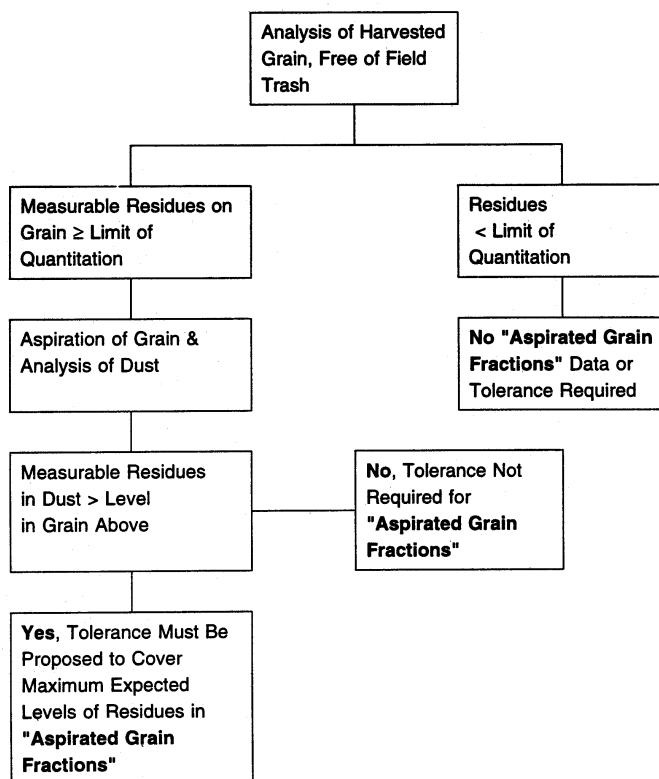 Analysis of Harvested
Grain, Free of Field
Trash
Measurable Residues on
Grain ≥ Limit of
Quantitation
Residues
< Limit of
Quantitation
Aspiration of Grain &
Analysis of Dust
No "Aspirated Grain
Fractions" Data or
Tolerance Required
Measurable Residues
in Dust > Level
in Grain Above
No, Tolerance Not
Required for
"Aspirated Grain
Fractions"
Yes, Tolerance Must Be
Proposed to Cover
Maximum Expected
Levels of Residues in
"Aspirated Grain
Fractions"